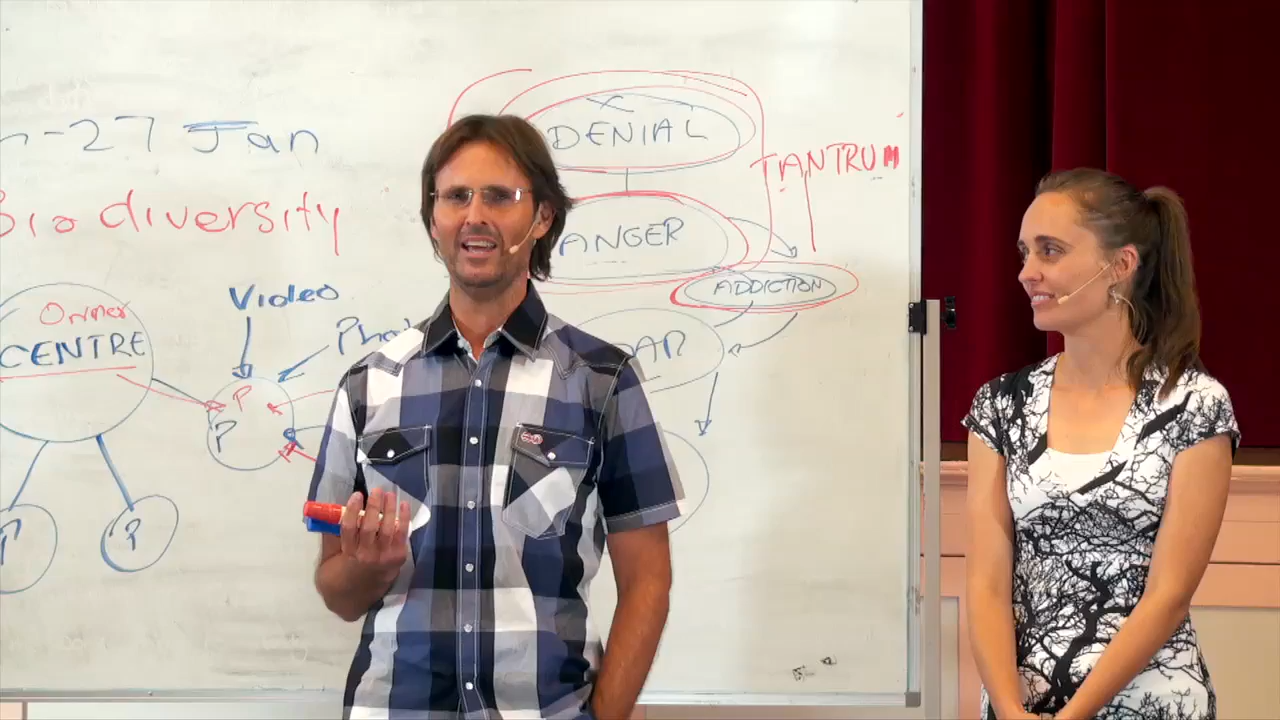 -27 Jan
Biodiversity
Owner
CENTRE
Video
P
P
P
P
DENIAL
TANTRUM
ANGER
ADDICTION